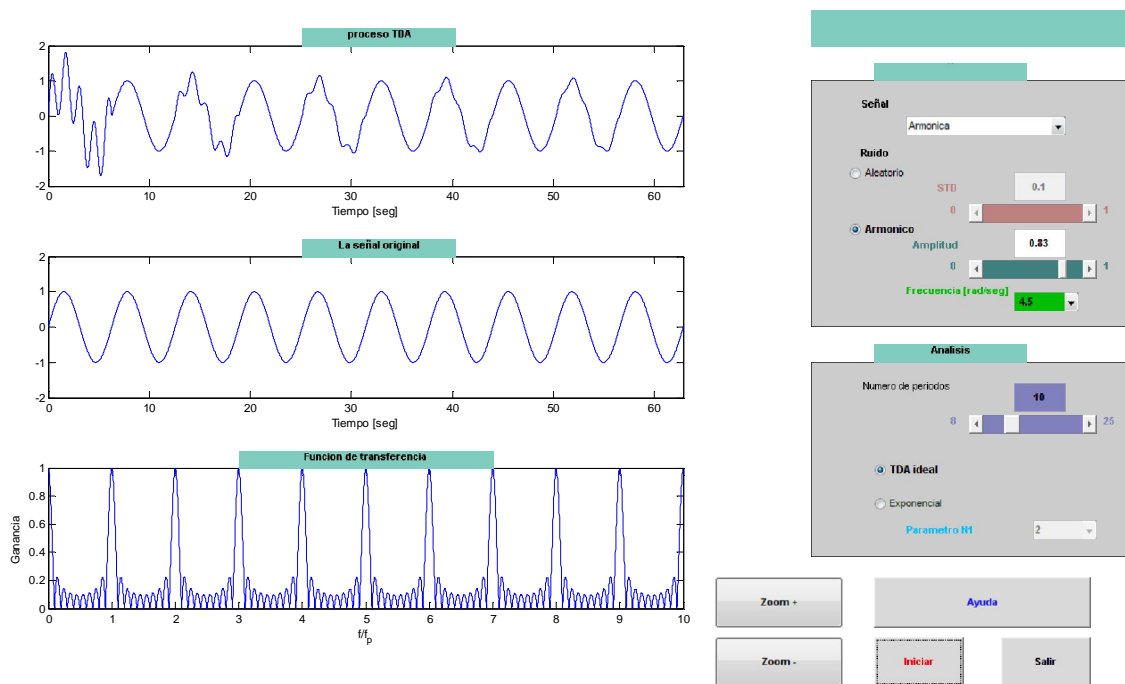 proceso TDA
2
1
0
-1
-2
0 10 20 30 40 50 60
Tiempo [seg]
La señal original
2
1
0
-1
-2
0 10 20 30 40 50 60
Tiempo [seg]
Funcion de transferencia
1
0.8
0.6
0.4
0.2
0
Ganancia
0 1 2 3 4 5 6 7 8 9 10
f/fp
Señal
Armonica
Ruido
Aleatorio
STD 0.1
0 1
Armonico
Amplitud 0.83
0 1
Frecuencia [rad/seg]
4.5
Analisis
Numero de periodos
10
8 25
TDA ideal
Exponencial
Parametro N1 2
Zoom +
Ayuda
Zoom -
Iniciar
Salir